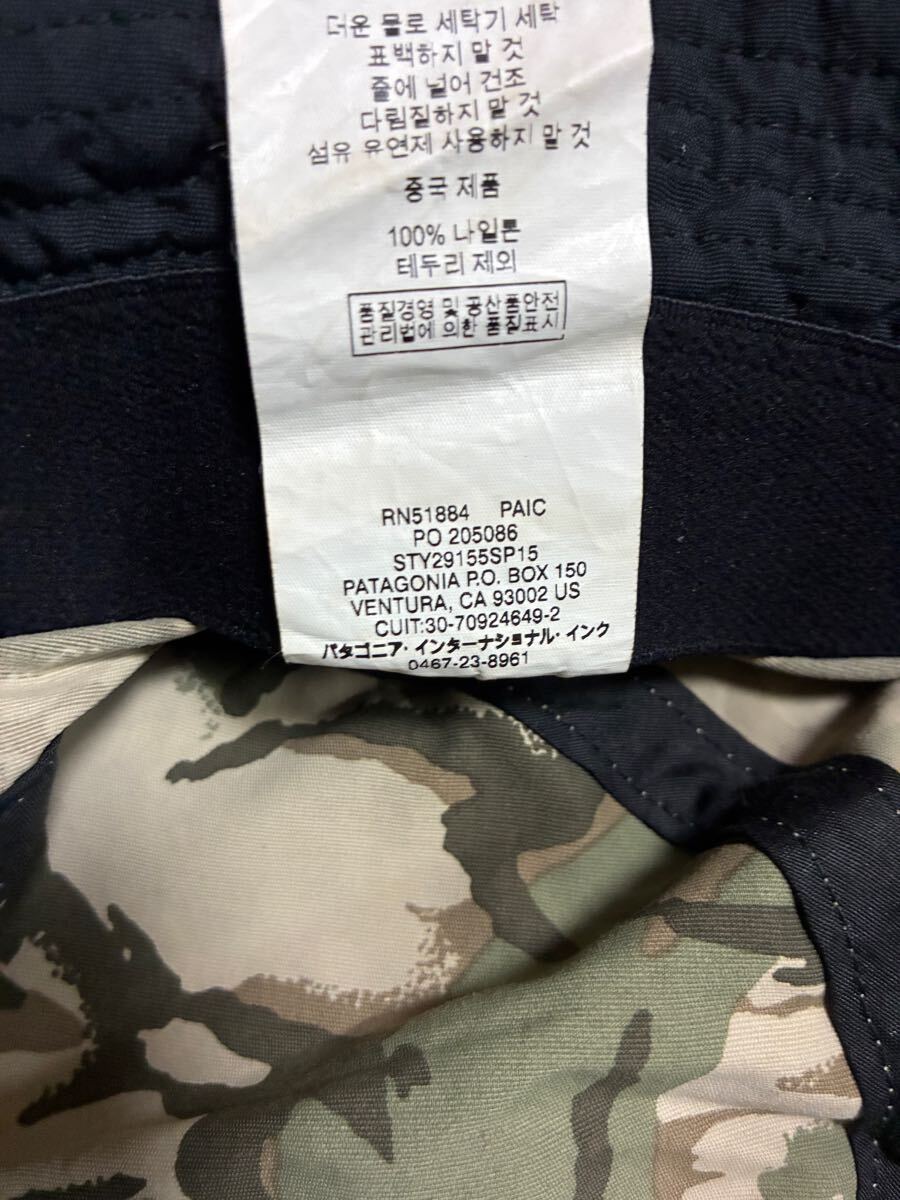 더운 물로 세탁기 세탁
표백하지 말 것
줄에 널어 건조
다림질하지 말 것
섬유 유연제 사용하지 말 것
중국 제품
100% 나일론
테두리 제외
품질경영 및 공산품안전
관리법에 의한 품질표시
RN51884 PAIC
PO 205086
STY29155SP15
PATAGONIA P.O. BOX 150
VENTURA, CA 93002 US
CUIT:30-70924649-2
パタゴニア・インターナショナル・インク
0467-23-8961